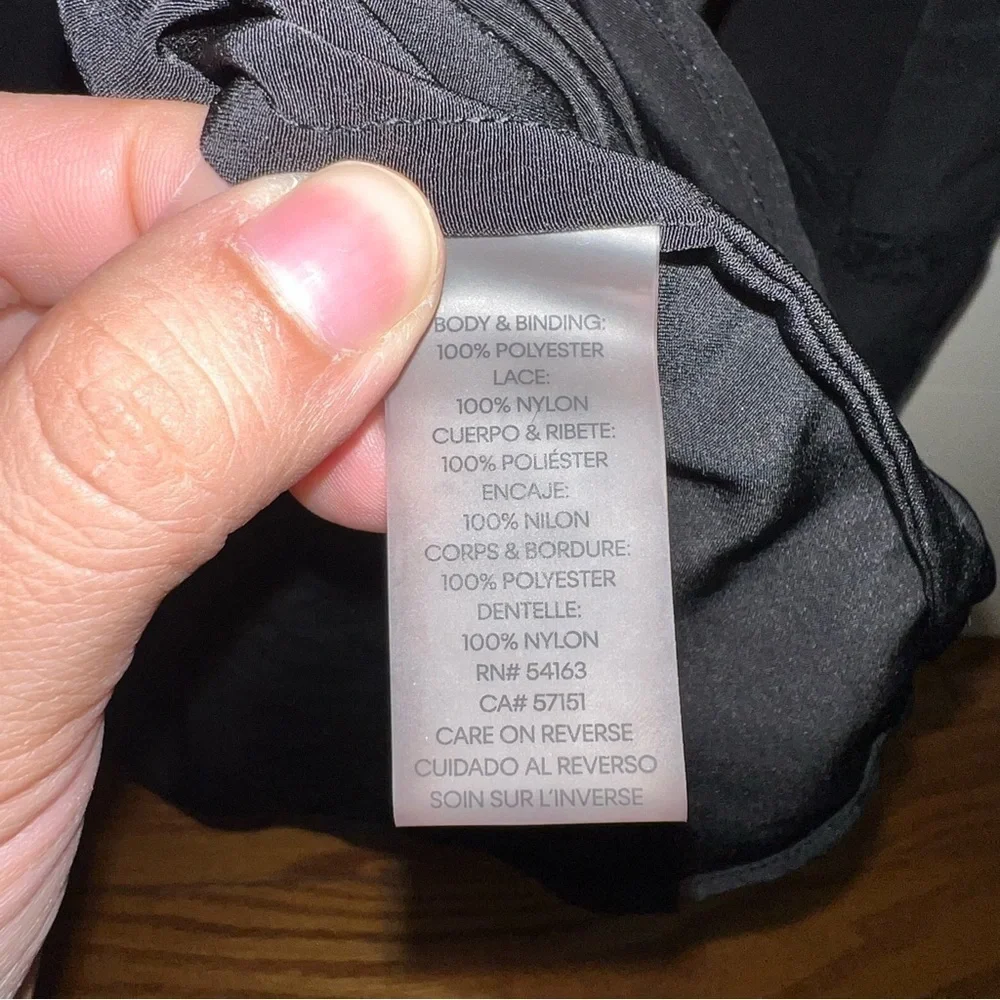 BODY & BINDING:
100% POLYESTER
LACE:
100% NYLON
CUERPO & RIBETE:
100% POLIÉSTER
ENCAJE:
100% NILON
CORPS & BORDURE:
100% POLYESTER
DENTELLE:
100% NYLON
RN# 54163
CA# 57151
CARE ON REVERSE
CUIDADO AL REVERSO
SOIN SUR L'INVERSE